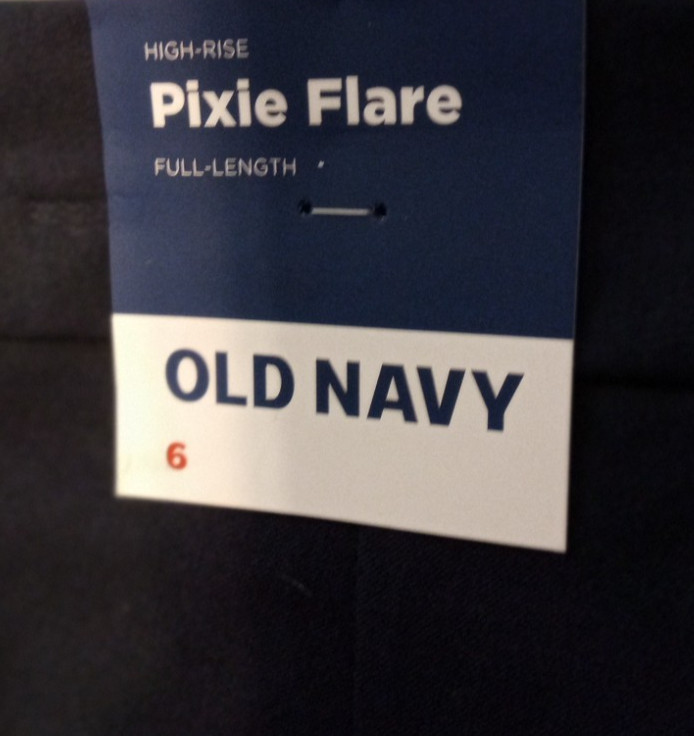 HIGH-RISE
Pixie Flare
FULL-LENGTH
OLD NAVY
6